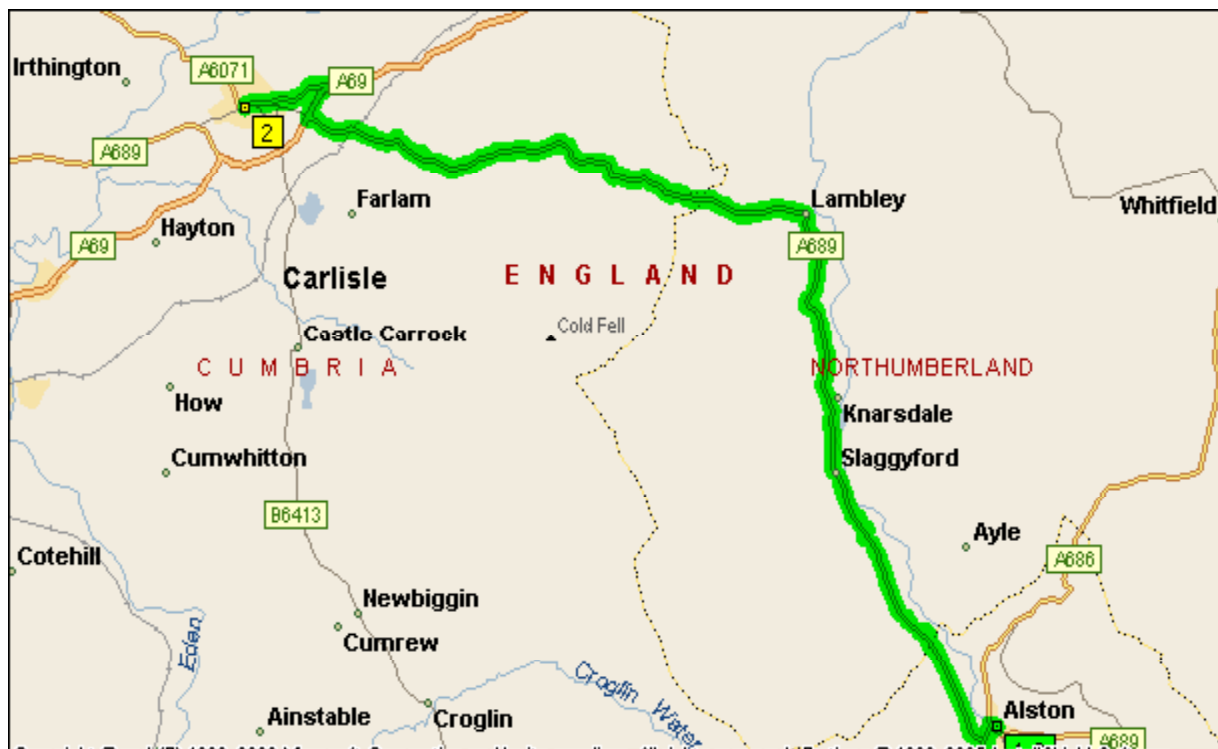 Irthington
A6071
A69
2
A689
Farlam
Lambley
Whitfield
Hayton
A69
A689
Carlisle
ENGLAND
Castle Carrock
Cold Fell
CUMBRIA
NORTHUMBERLAND
How
Knarsdale
Cumwhitton
Slaggyford
B6413
Ayle
Cotehill
A686
Newbiggin
Eden
Cumrew
Croglin Water
Ainstable
Croglin
Alston
A689